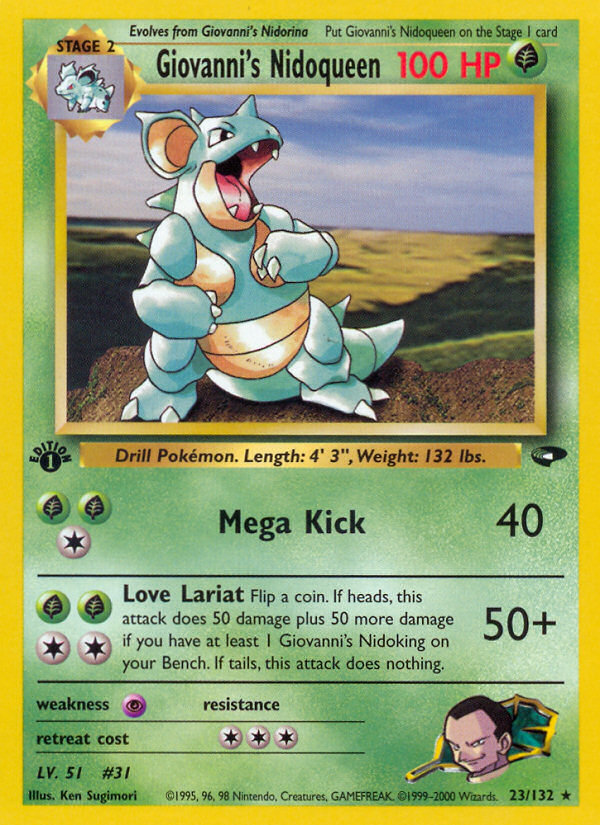 Evolves from Giovanni's Nidorina Put Giovanni's Nidoqueen on the Stage 1 card
STAGE 2
Giovanni's Nidoqueen 100 HP
EDITION
1
Drill Pokémon. Length: 4' 3", Weight: 132 lbs.
Mega Kick 40
Love Lariat Flip a coin. If heads, this
attack does 50 damage plus 50 more damage
if you have at least 1 Giovanni's Nidoking on
your Bench. If tails, this attack does nothing.
50+
weakness resistance
retreat cost
LV. 51 #31
Illus. Ken Sugimori ©1995, 96, 98 Nintendo, Creatures, GAMEFREAK. ©1999-2000 Wizards. 23/132 ★